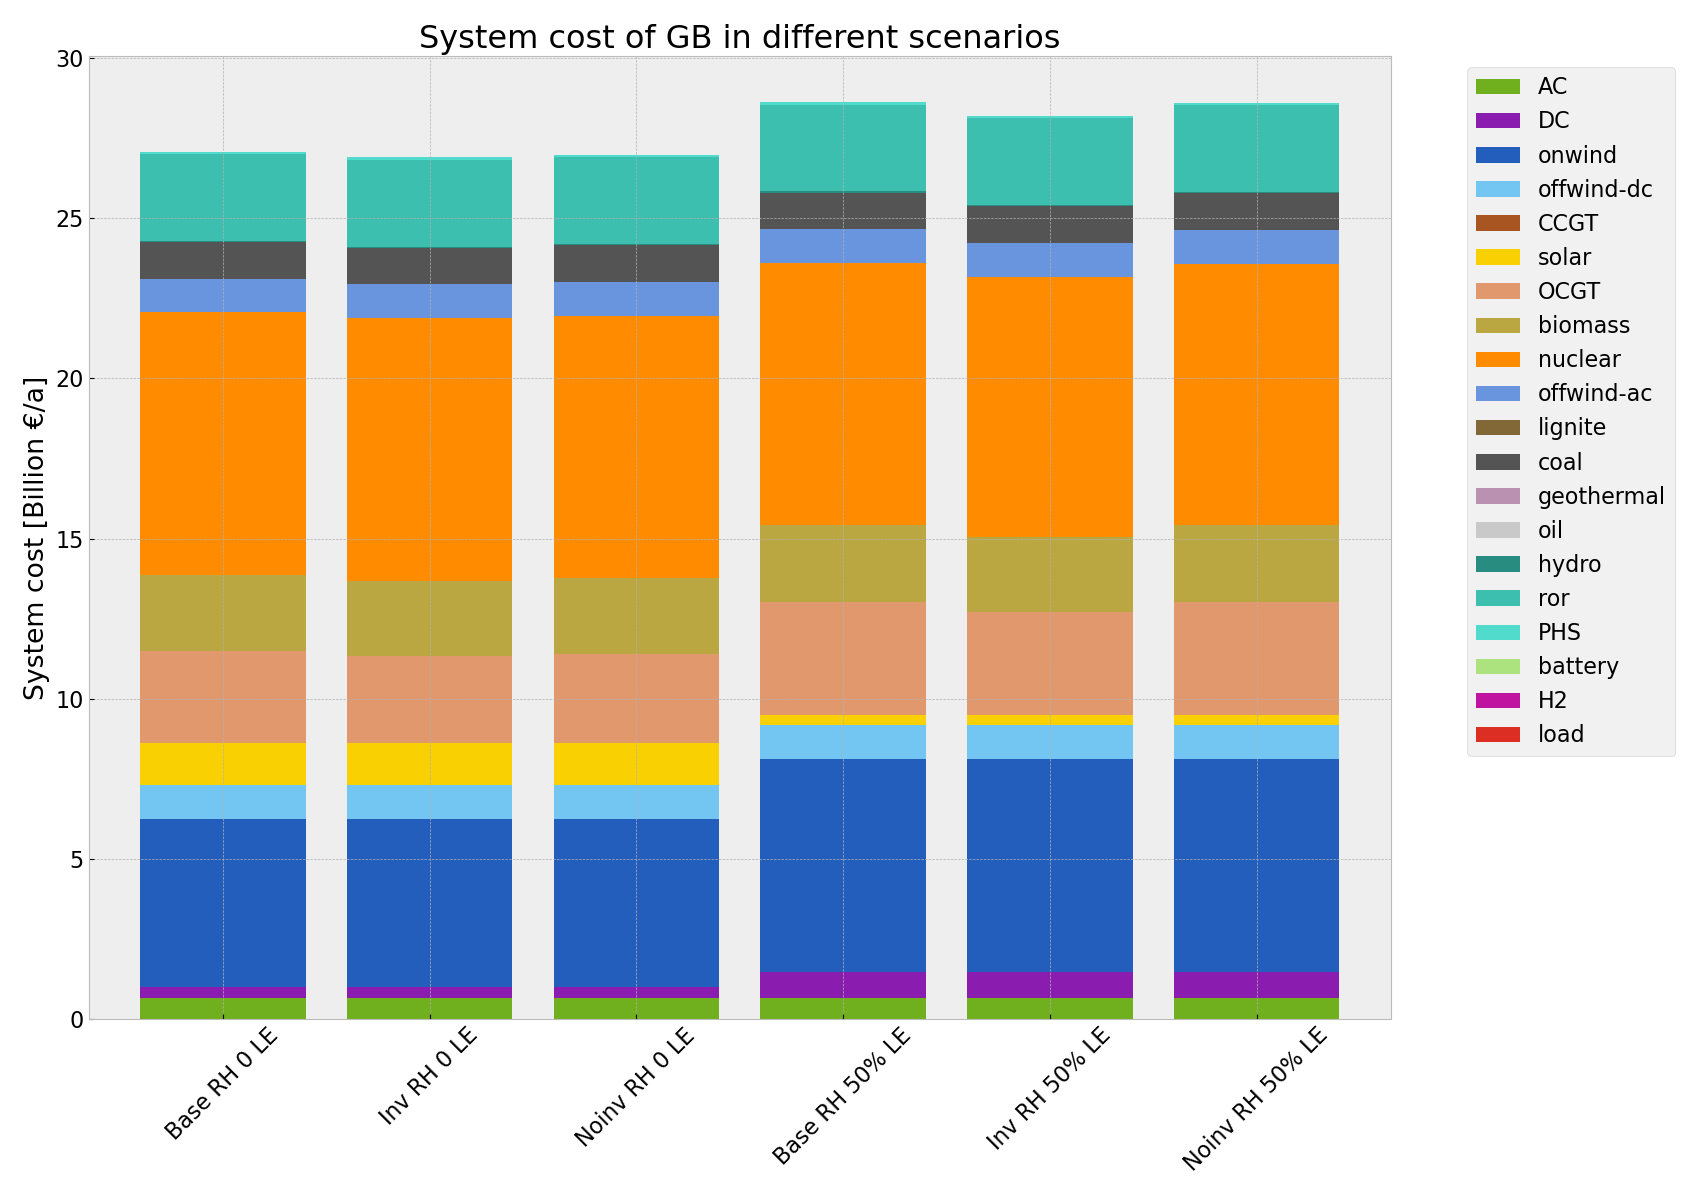 System cost of GB in different scenarios
System cost [Billion €/a]
30
25
20
15
10
5
0
Base RH 0 LE
Inv RH 0 LE
Noinv RH 0 LE
Base RH 50% LE
Inv RH 50% LE
Noinv RH 50% LE
AC
DC
onwind
offwind-dc
CCGT
solar
OCGT
biomass
nuclear
offwind-ac
lignite
coal
geothermal
oil
hydro
ror
PHS
battery
H2
load